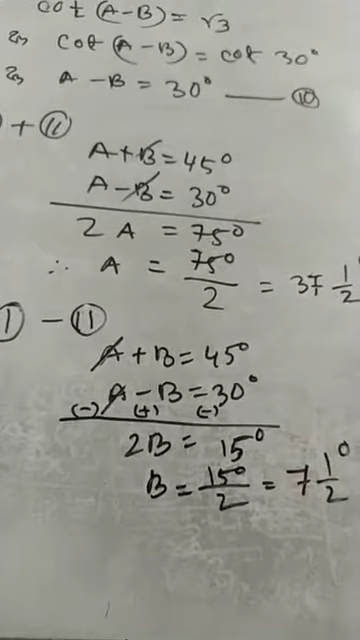 cot (A-B) = √3
বা, cot (A-B) = cot 30°
বা, A - B = 30° —— (ii)
) + (ii)
A+B = 45°
A-B = 30°
2A = 75°
∴ A = 75°/2 = 37 1/2
(i) - (ii)
A+B = 45°
A-B = 30°
(-) (+) (-)
2B = 15°
B = 15°/2 = 7 1/2°